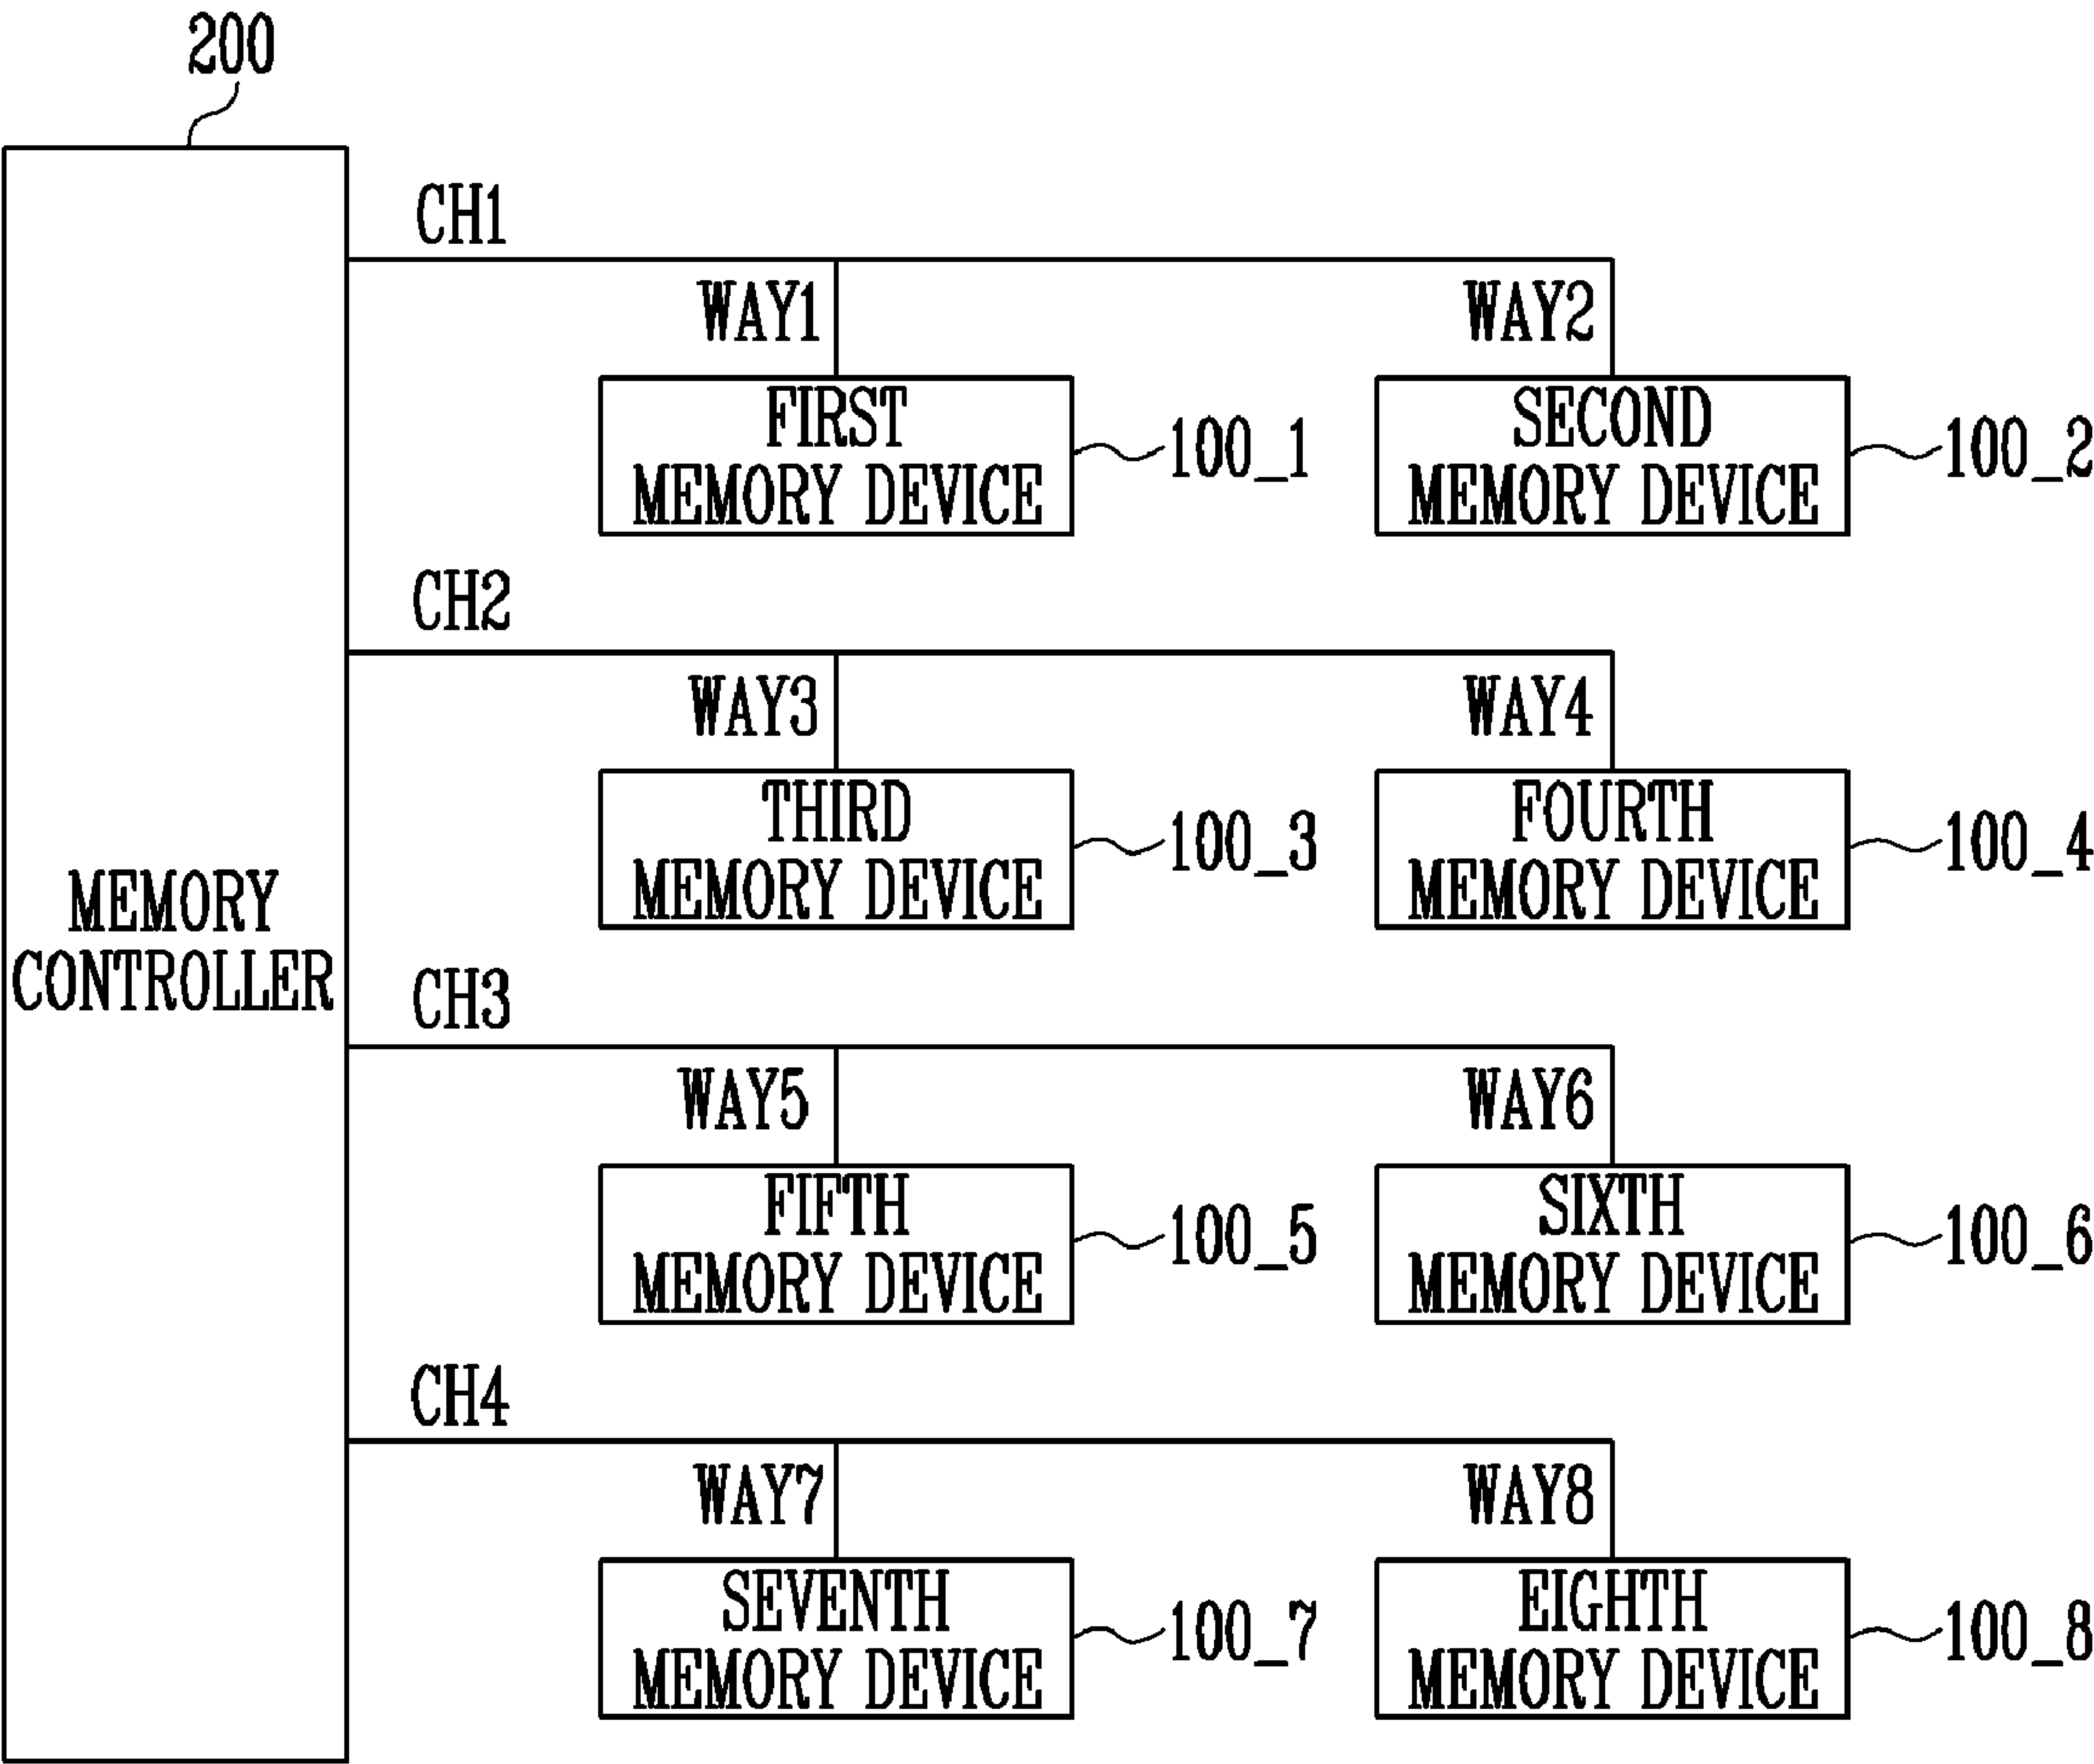 200
CH1
WAY1
WAY2
FIRST
MEMORY DEVICE
100_1
SECOND
MEMORY DEVICE
100_2
CH2
WAY3
WAY4
THIRD
MEMORY DEVICE
100_3
FOURTH
MEMORY DEVICE
100_4
MEMORY
CONTROLLER
CH3
WAY5
WAY6
FIFTH
MEMORY DEVICE
100_5
SIXTH
MEMORY DEVICE
100_6
CH4
WAY7
WAY8
SEVENTH
MEMORY DEVICE
100_7
EIGHTH
MEMORY DEVICE
100_8